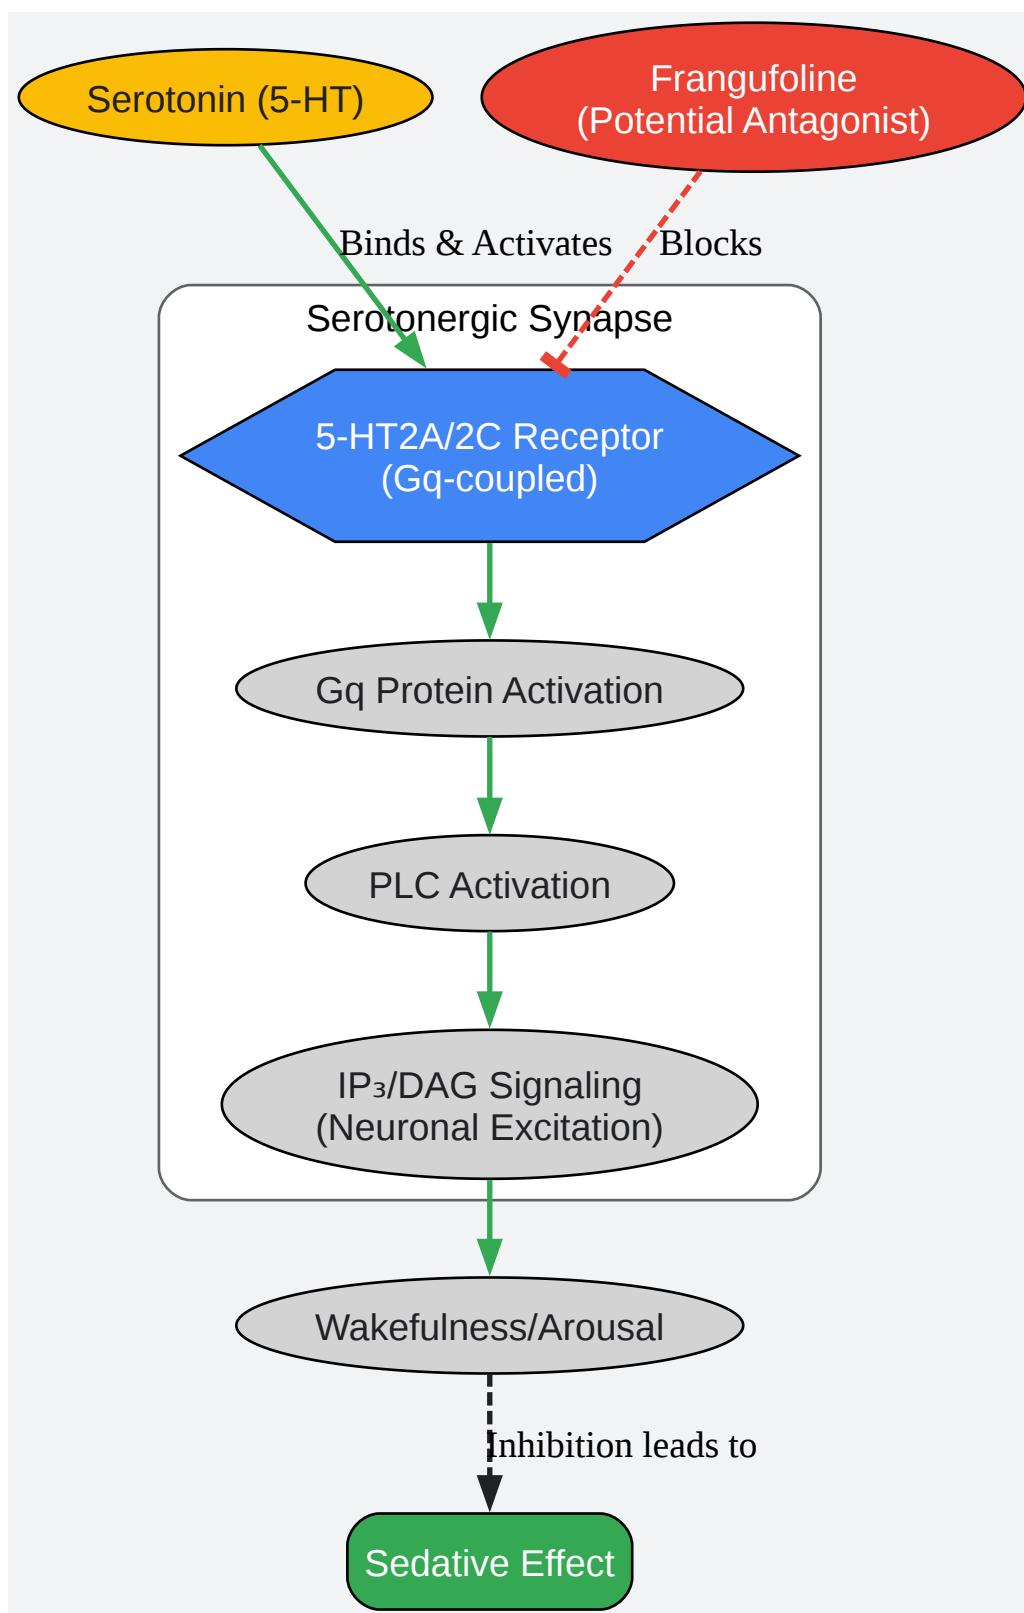 Serotonin (5-HT)
Frangufoline
(Potential Antagonist)
Binds & Activates
Blocks
Serotonergic Synapse
5-HT2A/2C Receptor
(Gq-coupled)
Gq Protein Activation
PLC Activation
IP₃/DAG Signaling
(Neuronal Excitation)
Wakefulness/Arousal
Inhibition leads to
Sedative Effect